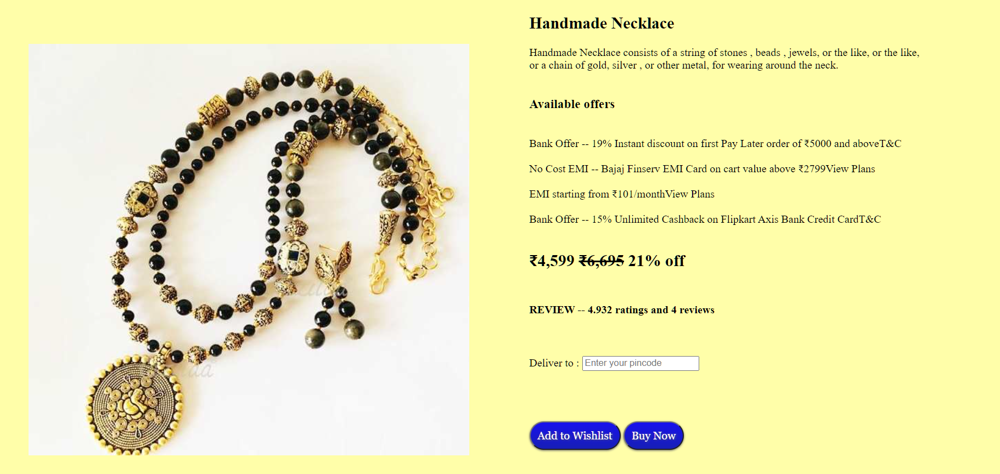 Handmade Necklace
Handmade Necklace consists of a string of stones , beads , jewels, or the like, or the like,
or a chain of gold, silver , or other metal, for wearing around the neck.
Available offers
Bank Offer -- 19% Instant discount on first Pay Later order of ₹5000 and aboveT&C
No Cost EMI -- Bajaj Finserv EMI Card on cart value above ₹2799View Plans
EMI starting from ₹101/monthView Plans
Bank Offer -- 15% Unlimited Cashback on Flipkart Axis Bank Credit CardT&C
₹4,599 ₹6,695 21% off
REVIEW -- 4.932 ratings and 4 reviews
Deliver to : Enter your pincode
Add to Wishlist Buy Now